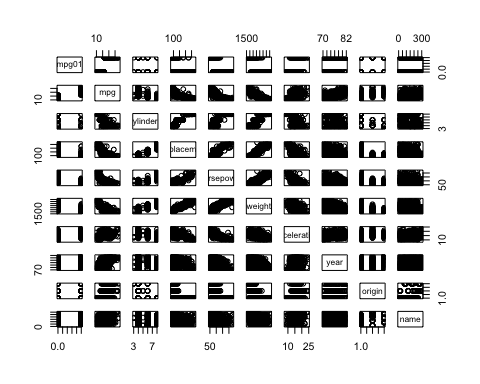 10 100 1500 70 82 0 300
mpg01 0.0
10 mpg
ylinder 3
100 placem
rsepow 50
1500 weight
celerat 10
70 year
origin 1.0
0 name
0.0 3 7 50 10 25 1.0